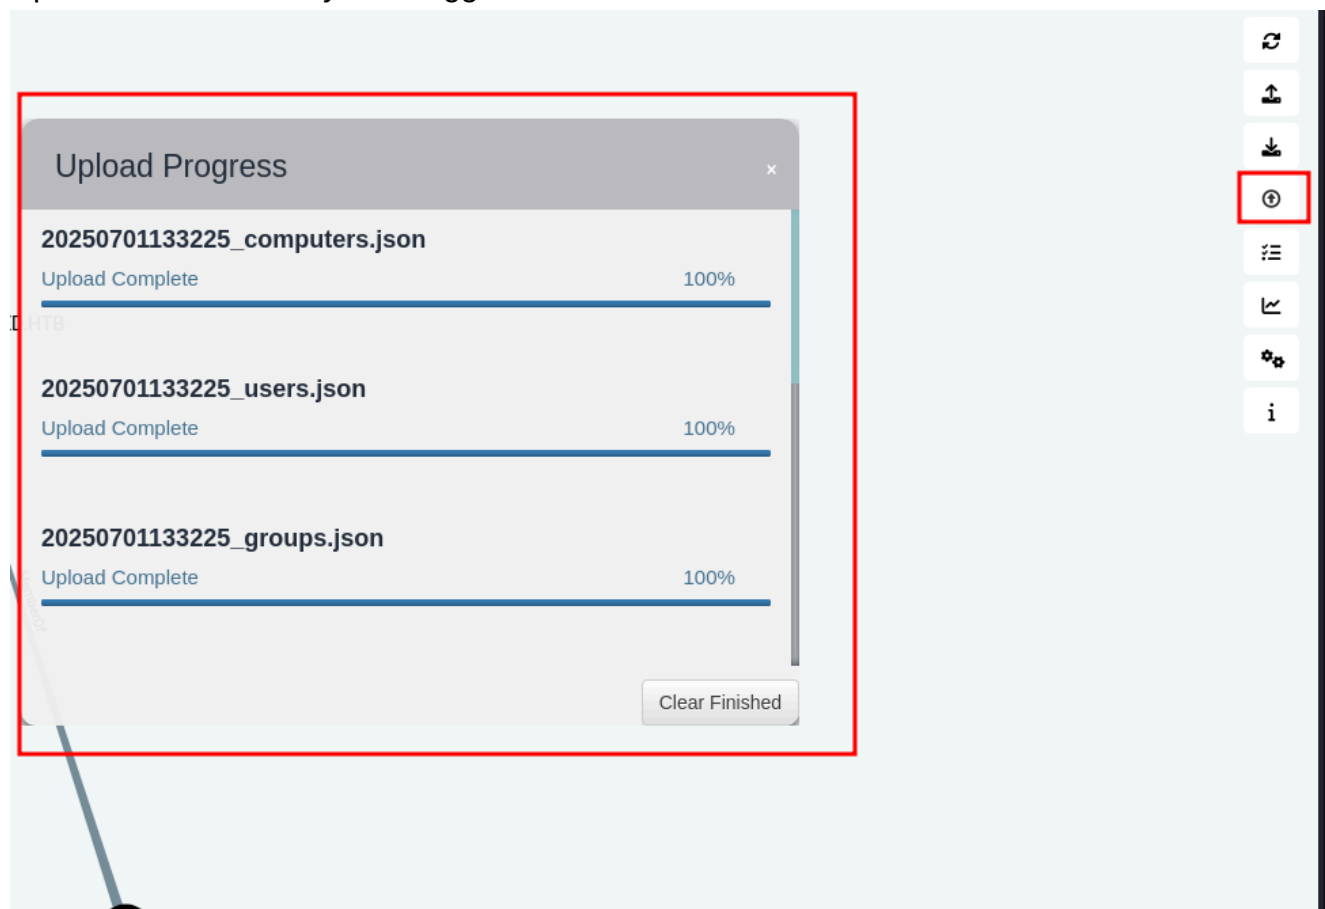 Upload Progress
×
20250701133225_computers.json
Upload Complete 100%
HTB
20250701133225_users.json
Upload Complete 100%
20250701133225_groups.json
Upload Complete 100%
Clear Finished